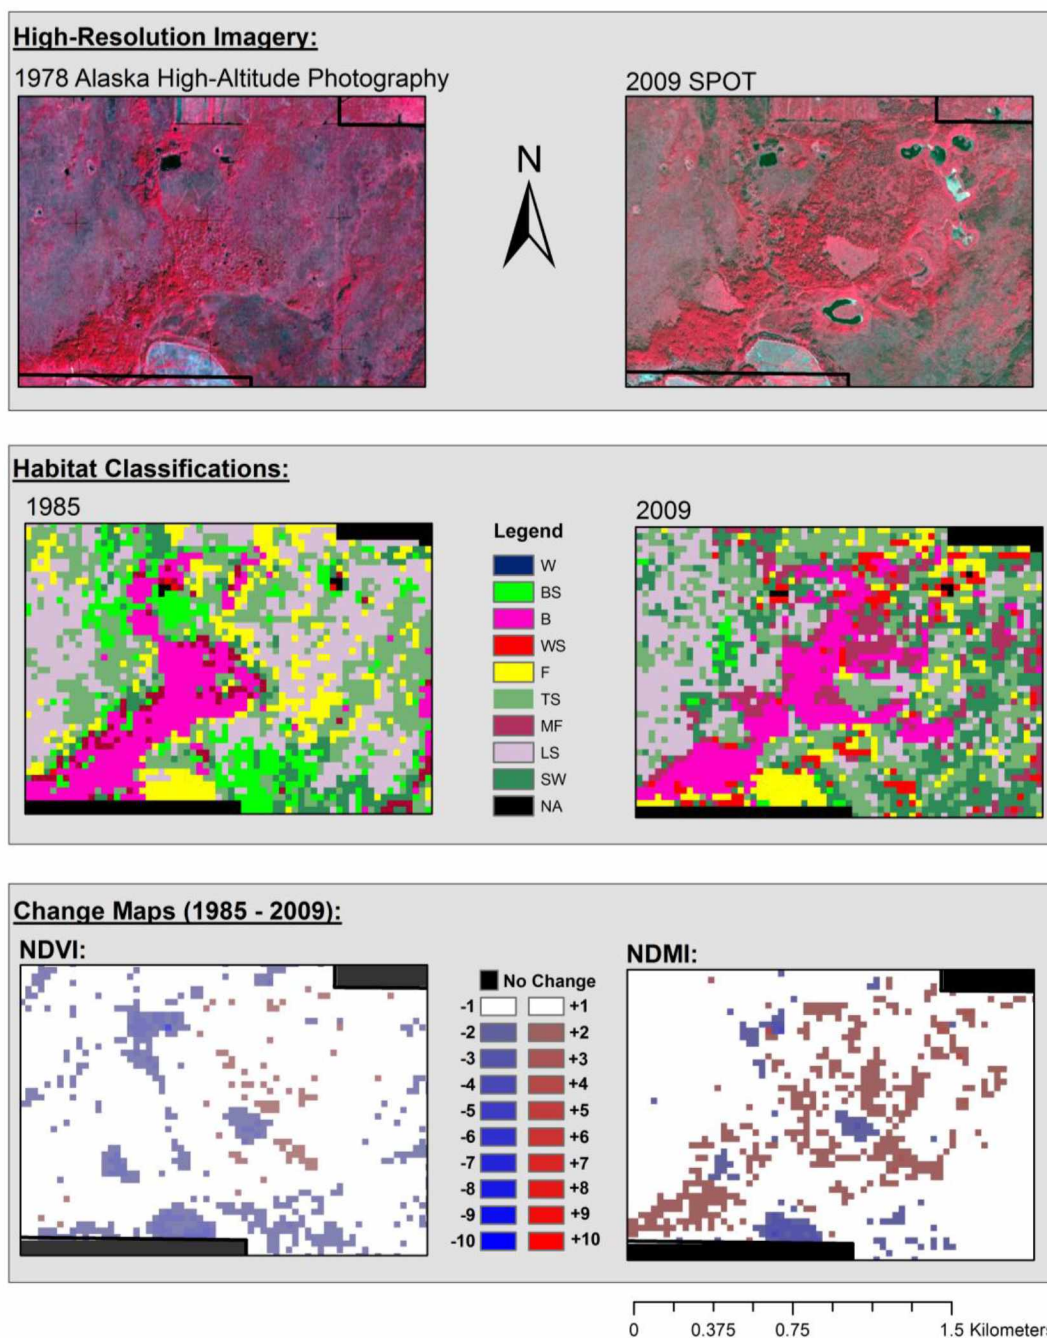 High-Resolution Imagery:
1978 Alaska High-Altitude Photography
2009 SPOT
N
Habitat Classifications:
1985
2009
Legend
W
BS
B
WS
F
TS
MF
LS
SW
NA
Change Maps (1985 - 2009):
NDVI:
NDMI:
No Change
-1 +1
-2 +2
-3 +3
-4 +4
-5 +5
-6 +6
-7 +7
-8 +8
-9 +9
-10 +10
0 0.375 0.75 1.5 Kilometers